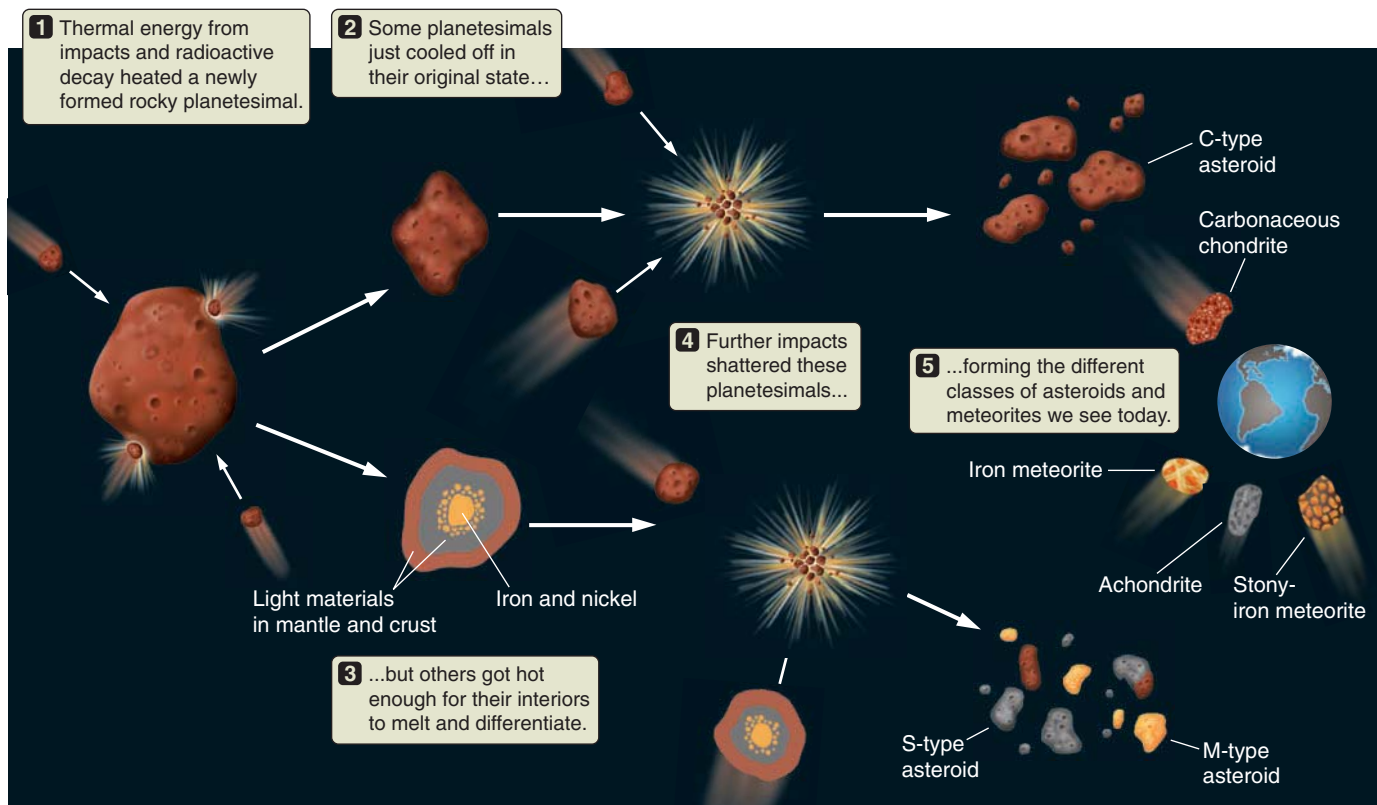 1 Thermal energy from
impacts and radioactive
decay heated a newly
formed rocky planetesimal.
2 Some planetesimals
just cooled off in
their original state…
C-type
asteroid
Carbonaceous
chondrite
4 Further impacts
shattered these
planetesimals...
5 ...forming the different
classes of asteroids and
meteorites we see today.
Iron meteorite
Achondrite
Stony-
iron meteorite
Light materials
in mantle and crust
Iron and nickel
3 ...but others got hot
enough for their interiors
to melt and differentiate.
S-type
asteroid
M-type
asteroid